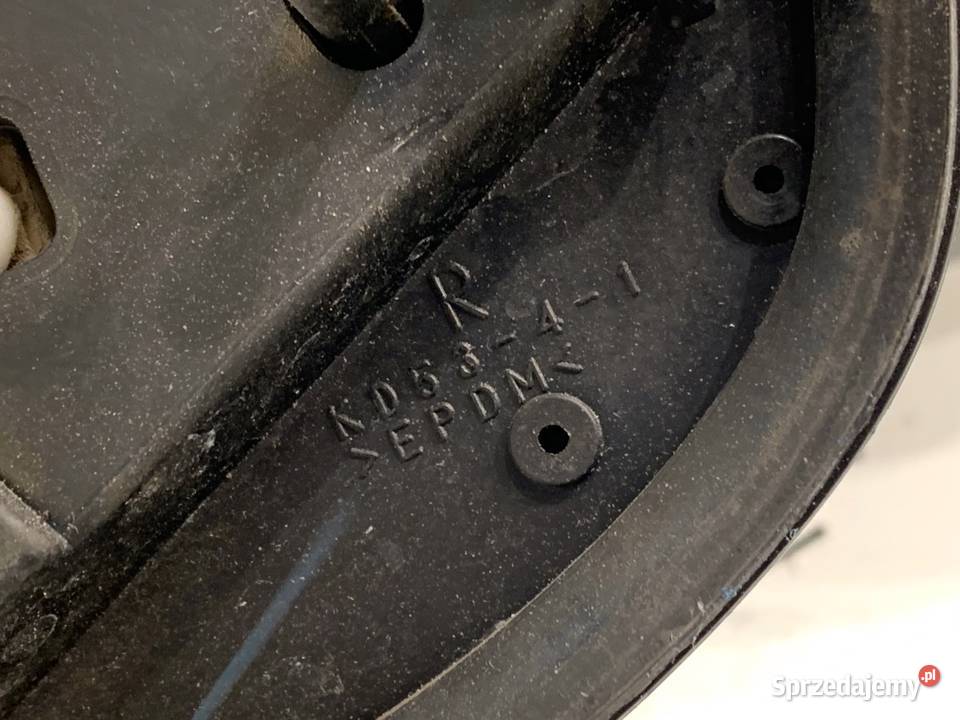 R
KD53-4-1
>EPDM<
Sprzedajemy.pl